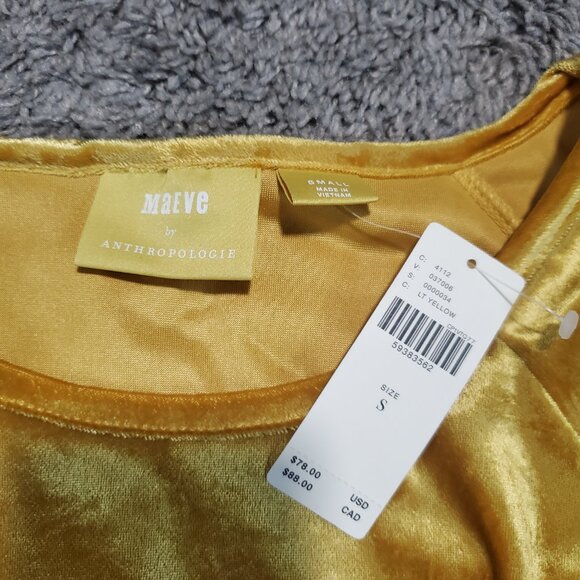 MaEVe
by
ANTHROPOLOGIE
SMALL
MADE IN
VIETNAM
C: 4112
V: 037006
S: 0000034
C: LT YELLOW
59383562
SIZE
S
$78.00 USD
$88.00 CAD